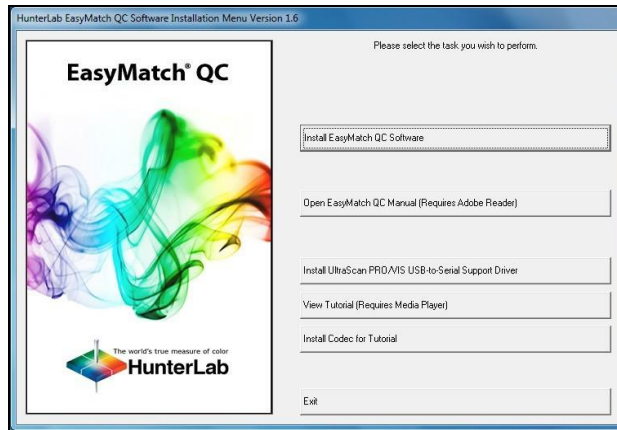 HunterLab EasyMatch QC Software Installation Menu Version 1.6
EasyMatch® QC
The world's true measure of color
HunterLab
Please select the task you wish to perform.
Install EasyMatch QC Software
Open EasyMatch QC Manual (Requires Adobe Reader)
Install UltraScan PRO/VIS USB-to-Serial Support Driver
View Tutorial (Requires Media Player)
Install Codec for Tutorial
Exit